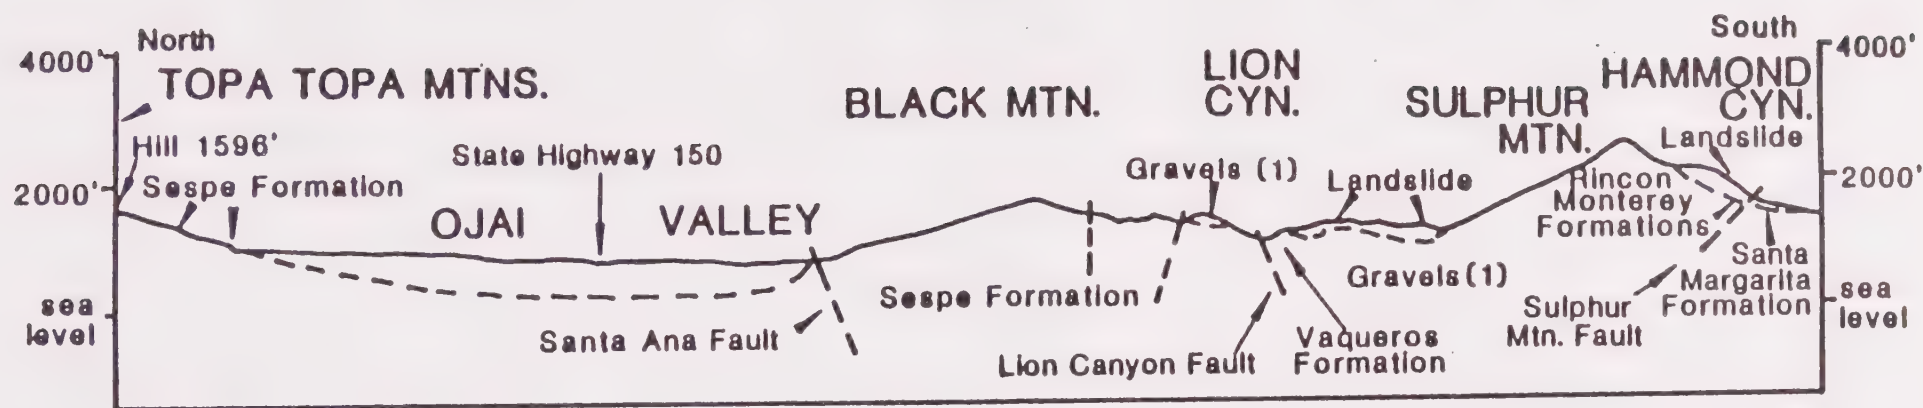 North
South
4000'
4000'
TOPA TOPA MTNS.
BLACK MTN.
LION
CYN.
SULPHUR
MTN.
HAMMOND
CYN.
Hill 1596'
State Highway 150
Gravels (1)
Landslide
Landslide
2000'
2000'
Sespe Formation
OJAI VALLEY
Rincon
Monterey
Formations
sea
level
sea
level
Sespe Formation
Gravels (1)
Santa
Margarita
Formation
Santa Ana Fault
Lion Canyon Fault
Vaqueros
Formation
Sulphur
Mtn. Fault